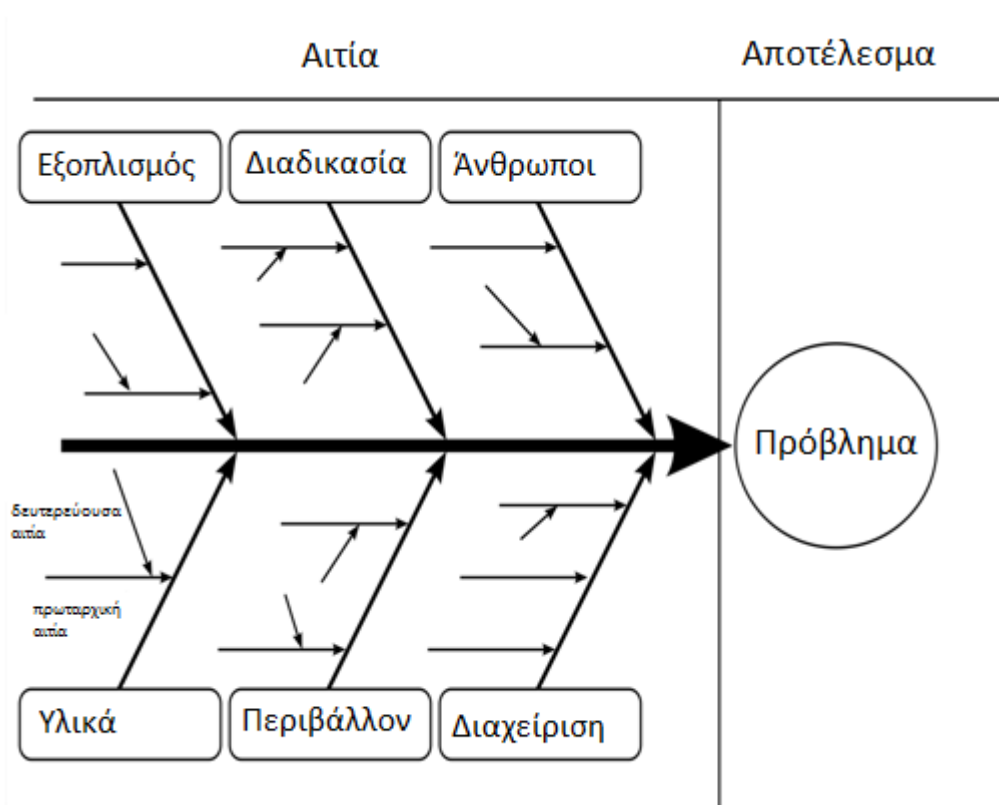 Αιτία
Αποτέλεσμα
Εξοπλισμός
Διαδικασία
Άνθρωποι
Πρόβλημα
δευτερεύουσα
αιτία
πρωταρχική
αιτία
Υλικά
Περιβάλλον
Διαχείριση